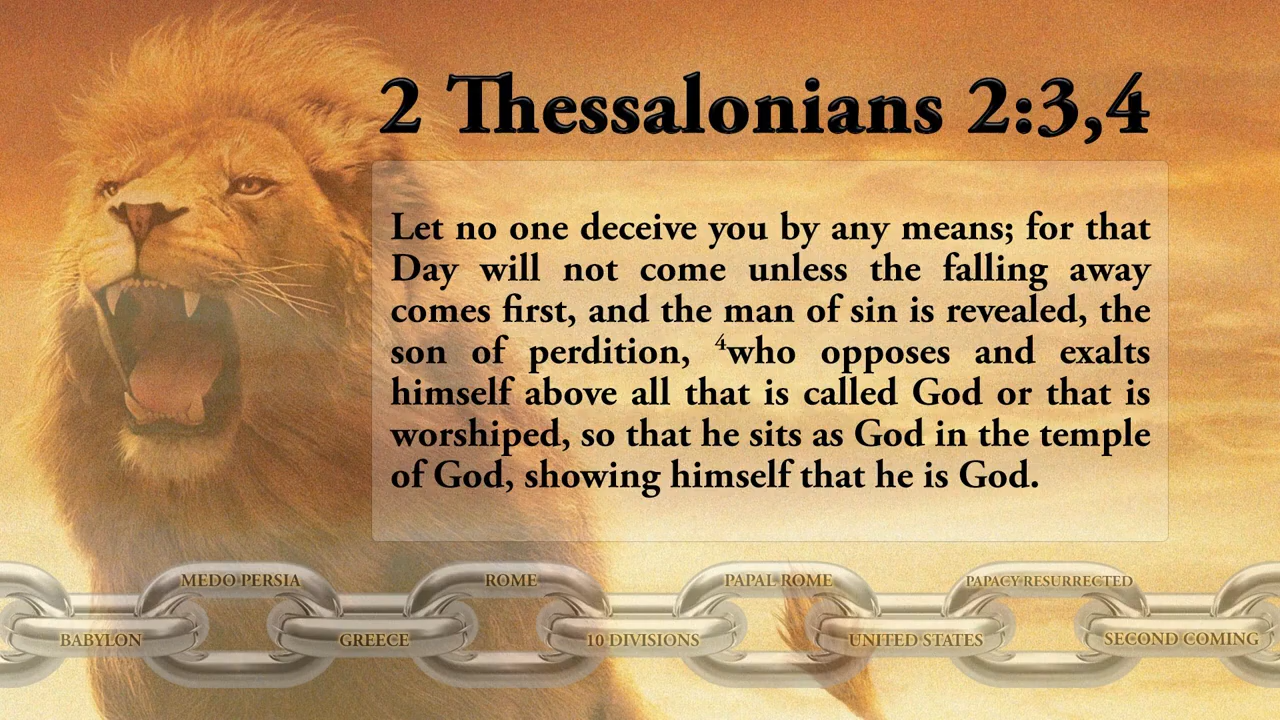 2 Thessalonians 2:3,4
Let no one deceive you by any means; for that
Day will not come unless the falling away
comes first, and the man of sin is revealed, the
son of perdition, ⁴who opposes and exalts
himself above all that is called God or that is
worshiped, so that he sits as God in the temple
of God, showing himself that he is God.
MEDO PERSIA ROME PAPAL ROME PAPACY RESURRECTED
BABYLON GREECE 10 DIVISIONS UNITED STATES SECOND COMING